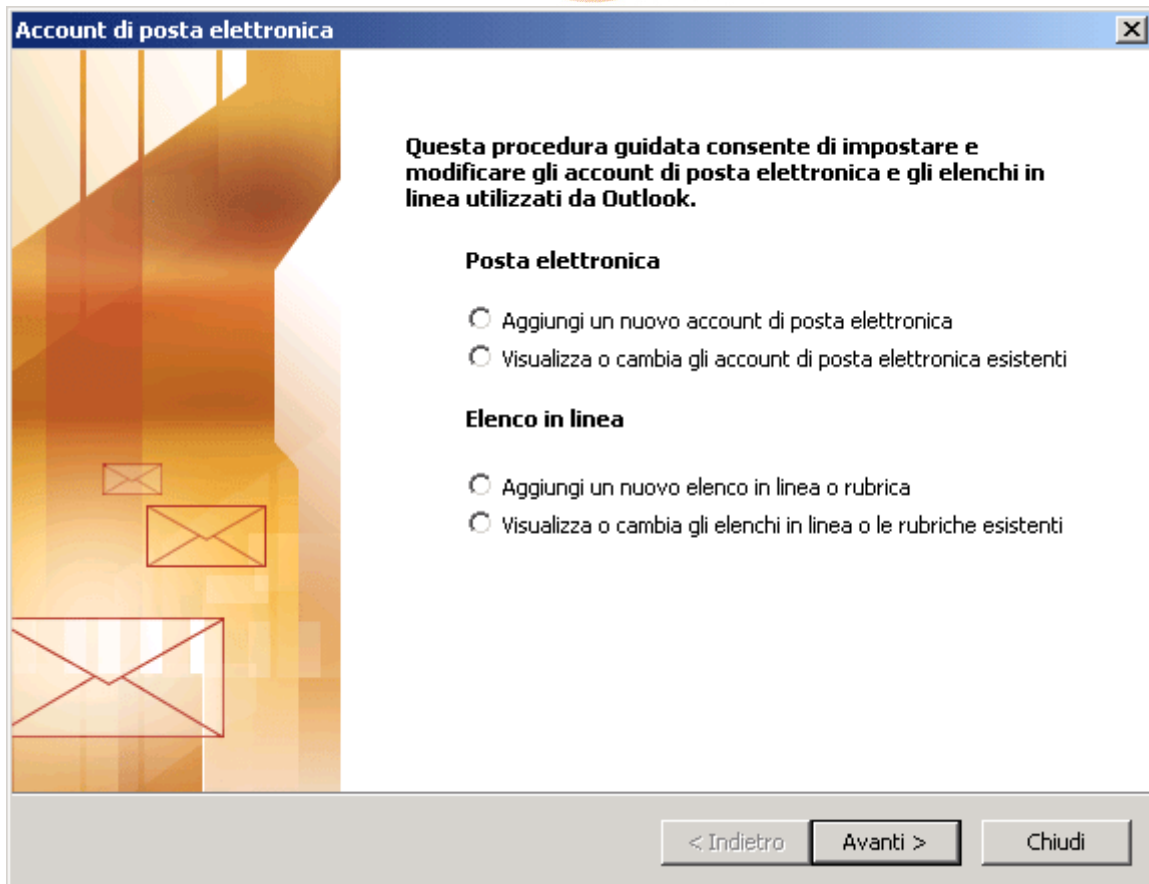 Account di posta elettronica
Questa procedura guidata consente di impostare e
modificare gli account di posta elettronica e gli elenchi in
linea utilizzati da Outlook.
Posta elettronica
Aggiungi un nuovo account di posta elettronica
Visualizza o cambia gli account di posta elettronica esistenti
Elenco in linea
Aggiungi un nuovo elenco in linea o rubrica
Visualizza o cambia gli elenchi in linea o le rubriche esistenti
< Indietro Avanti > Chiudi